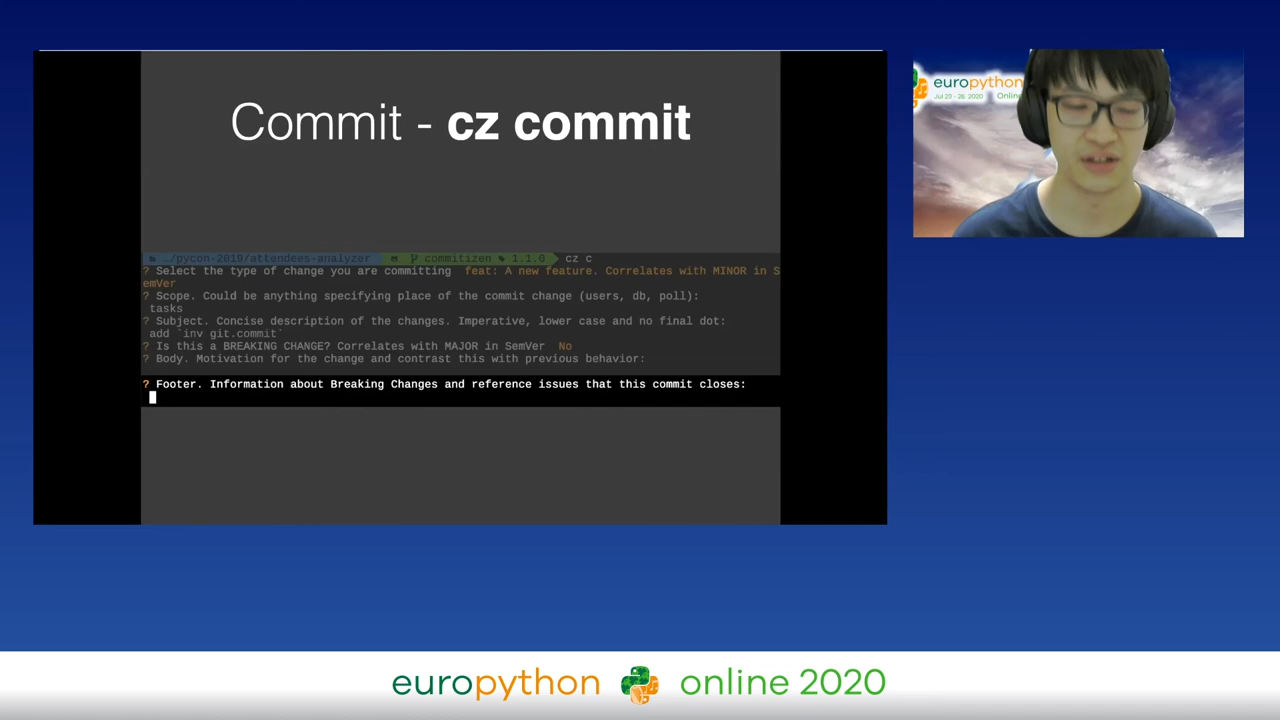 Commit - cz commit
../pycon-2019/attendees-analyzer commitizen 1.1.0 cz c
? Select the type of change you are committing feat: A new feature. Correlates with MINOR in S
emVer
? Scope. Could be anything specifying place of the commit change (users, db, poll):
tasks
? Subject. Concise description of the changes. Imperative, lower case and no final dot:
add `inv git.commit`
? Is this a BREAKING CHANGE? Correlates with MAJOR in SemVer No
? Body. Motivation for the change and contrast this with previous behavior:
? Footer. Information about Breaking Changes and reference issues that this commit closes:
europython
Jul 23 - 26 2020 Online
europython online 2020